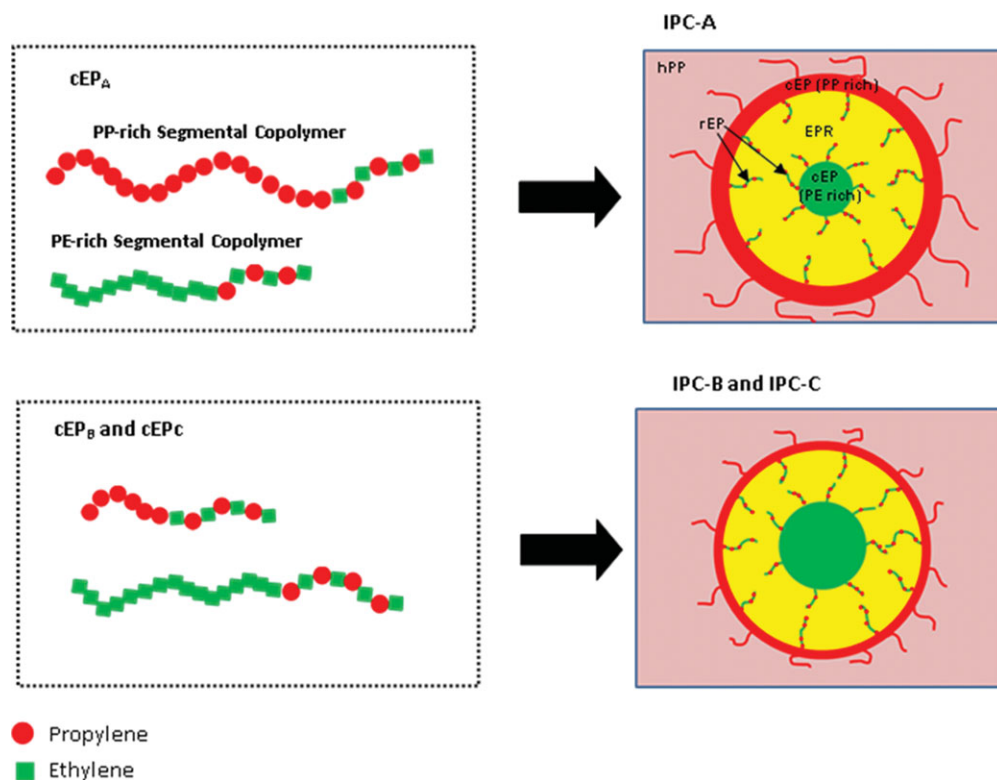 cEPA
PP-rich Segmental Copolymer
PE-rich Segmental Copolymer
IPC-A
hPP
cEP (PP rich)
rEP
EPR
cEP
(PE rich)
cEPB and cEPc
IPC-B and IPC-C
Propylene
Ethylene